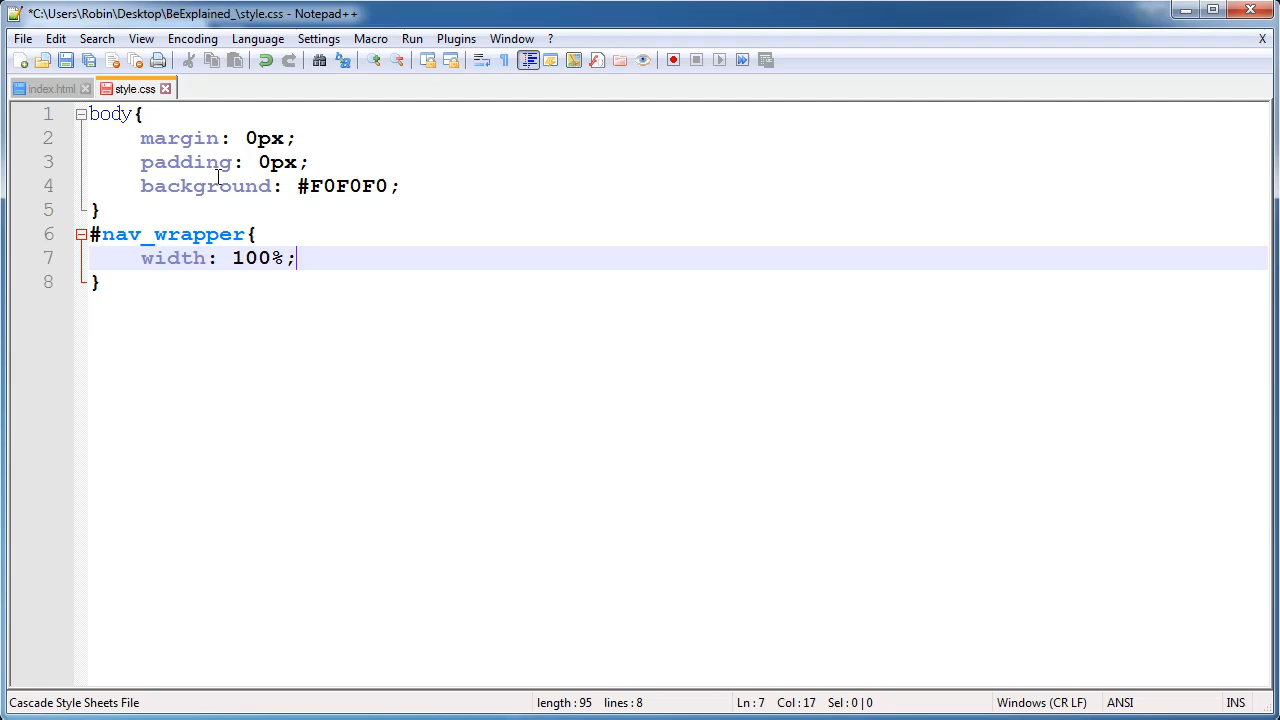 *C:\Users\Robin\Desktop\BeExplained_\style.css - Notepad++
File Edit Search View Encoding Language Settings Macro Run Plugins Window ? X
index.html style.css
1 body{
2 margin: 0px;
3 padding: 0px;
4 background: #F0F0F0;
5 }
6 #nav_wrapper{
7 width: 100%;
8 }
Cascade Style Sheets File length : 95 lines : 8 Ln : 7 Col : 17 Sel : 0 | 0 Windows (CR LF) ANSI INS